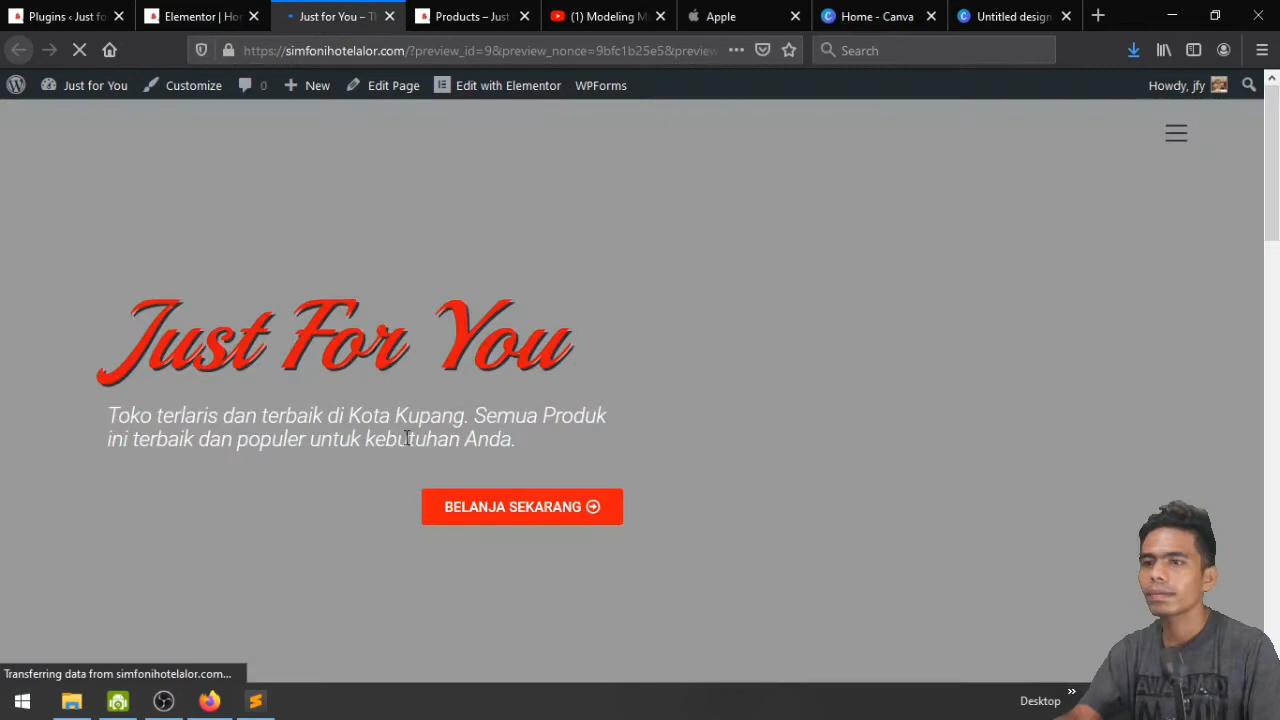 Plugins ‹ Just fo
Elementor | Ho
Just for You – Th
Products – Just
(1) Modeling M
Apple
Home - Canva
Untitled design
https://simfonihotelalor.com/?preview_id=9&preview_nonce=9bfc1b25e5&preview
Search
Just for You
Customize
0
New
Edit Page
Edit with Elementor
WPForms
Howdy, jfy
Just For You
Toko terlaris dan terbaik di Kota Kupang. Semua Produk
ini terbaik dan populer untuk kebutuhan Anda.
BELANJA SEKARANG
Transferring data from simfonihotelalor.com...
Desktop